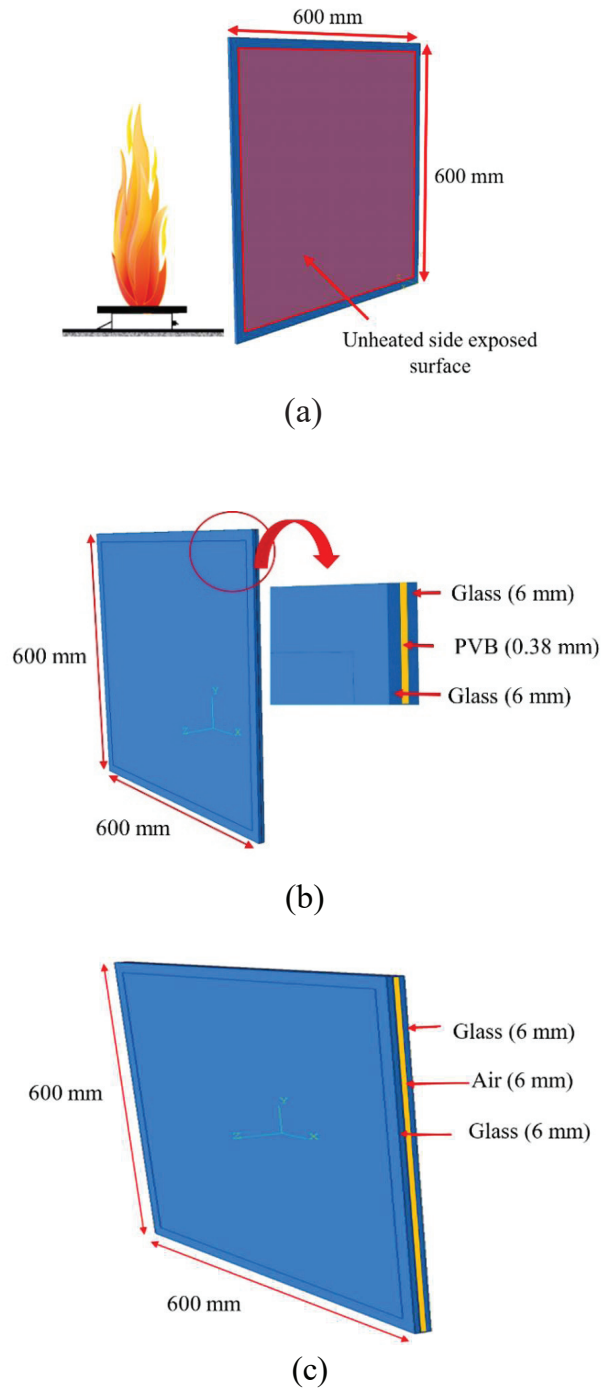 600 mm
600 mm
Unheated side exposed
surface
(a)
600 mm
Glass (6 mm)
PVB (0.38 mm)
Glass (6 mm)
Y
Z
X
600 mm
(b)
600 mm
Glass (6 mm)
Air (6 mm)
Glass (6 mm)
Y
Z
X
600 mm
(c)